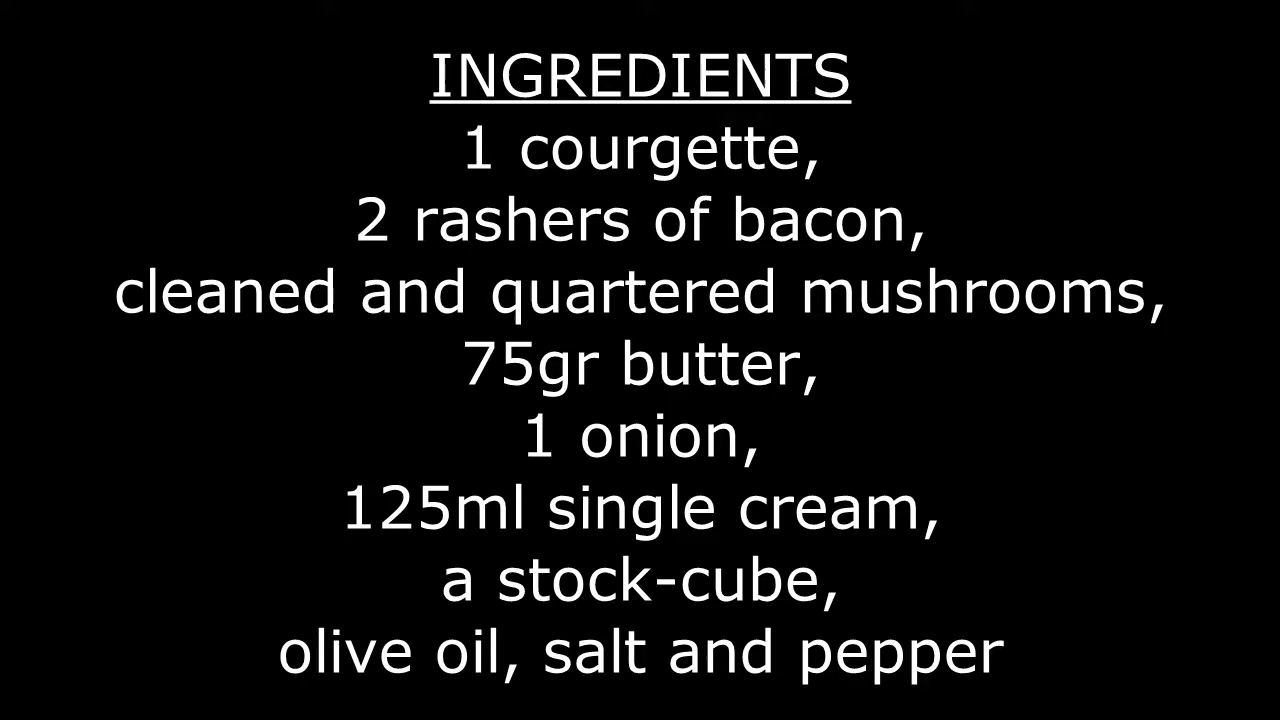 INGREDIENTS
1 courgette,
2 rashers of bacon,
cleaned and quartered mushrooms,
75gr butter,
1 onion,
125ml single cream,
a stock-cube,
olive oil, salt and pepper